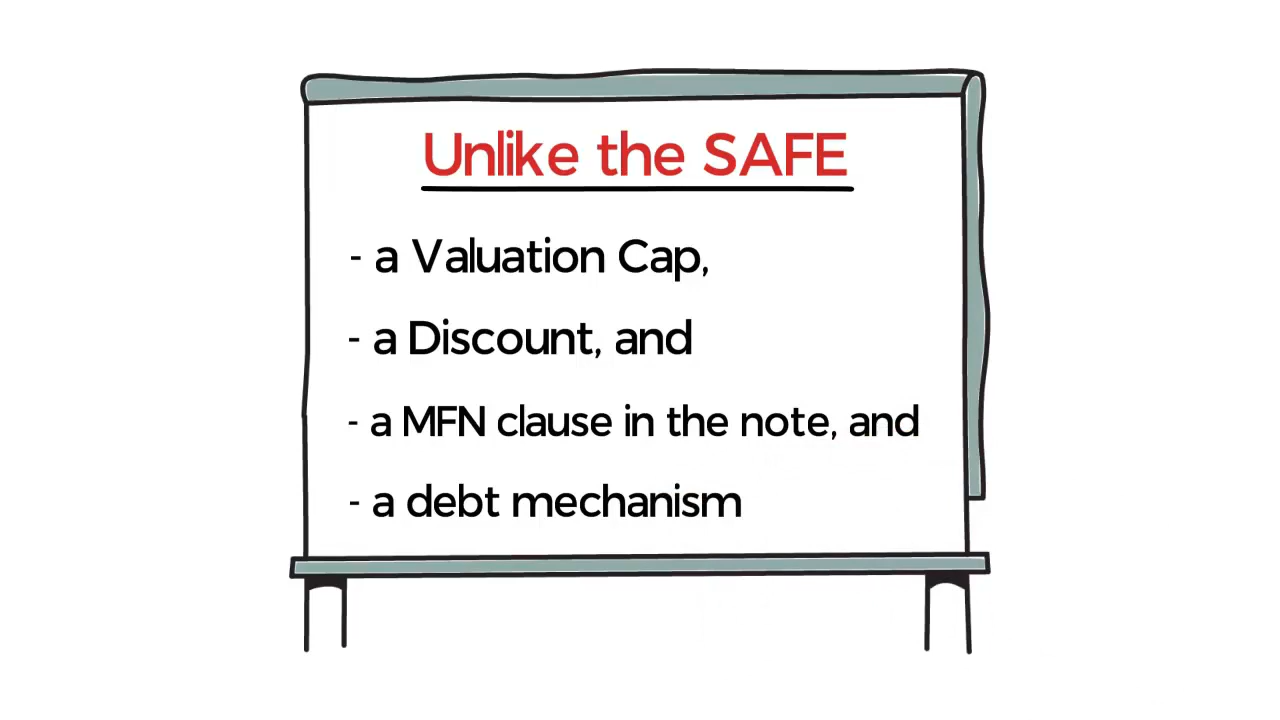 Unlike the SAFE
- a Valuation Cap,
- a Discount, and
- a MFN clause in the note, and
- a debt mechanism